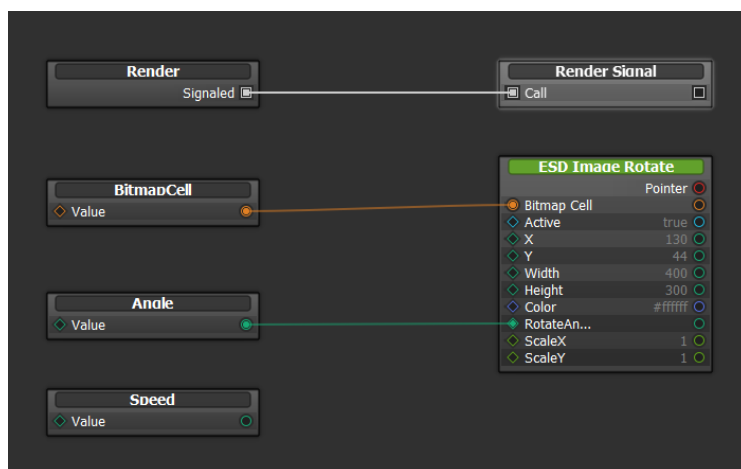 Render
Signaled
Render Signal
Call
BitmapCell
Value
ESD Image Rotate
Pointer
Bitmap Cell
Active true
X 130
Y 44
Width 400
Height 300
Color #ffffff
RotateAn...
ScaleX 1
ScaleY 1
Angle
Value
Speed
Value